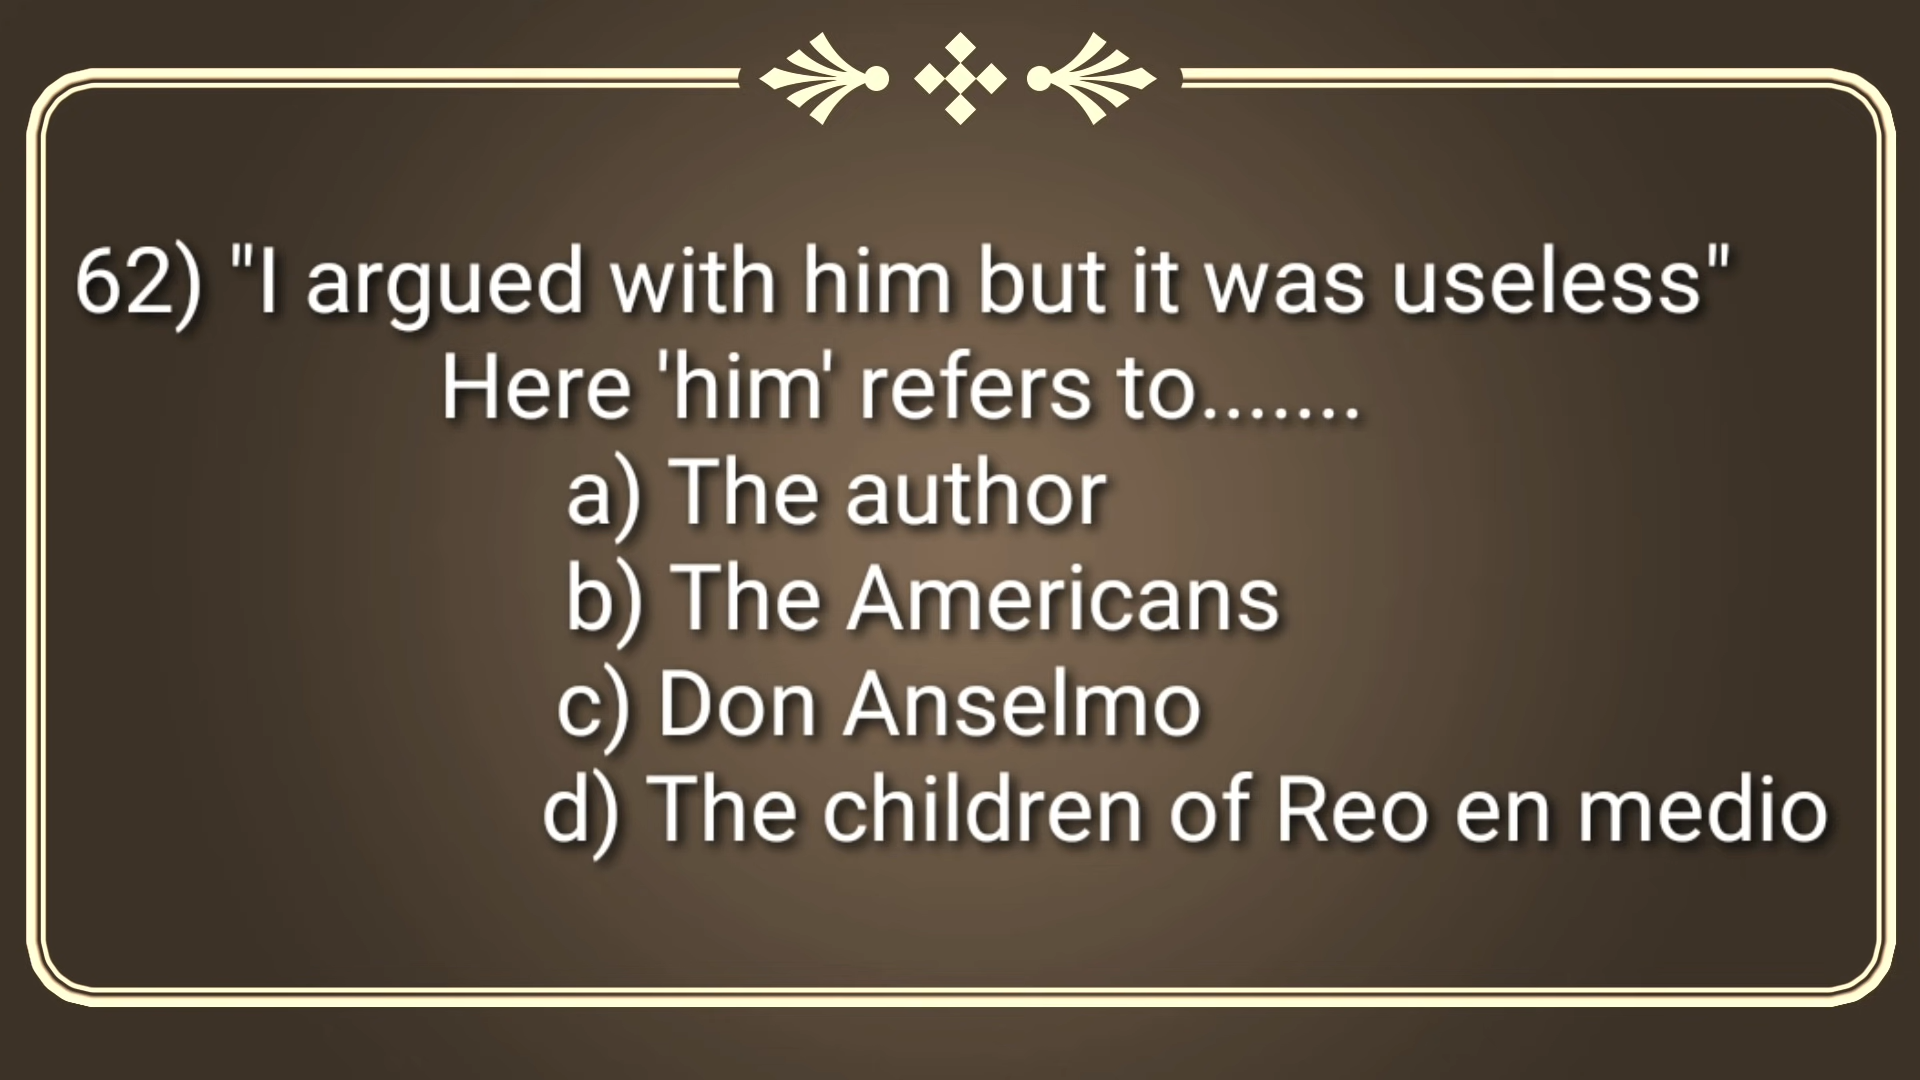 62) "I argued with him but it was useless"
Here 'him' refers to.......
a) The author
b) The Americans
c) Don Anselmo
d) The children of Reo en medio